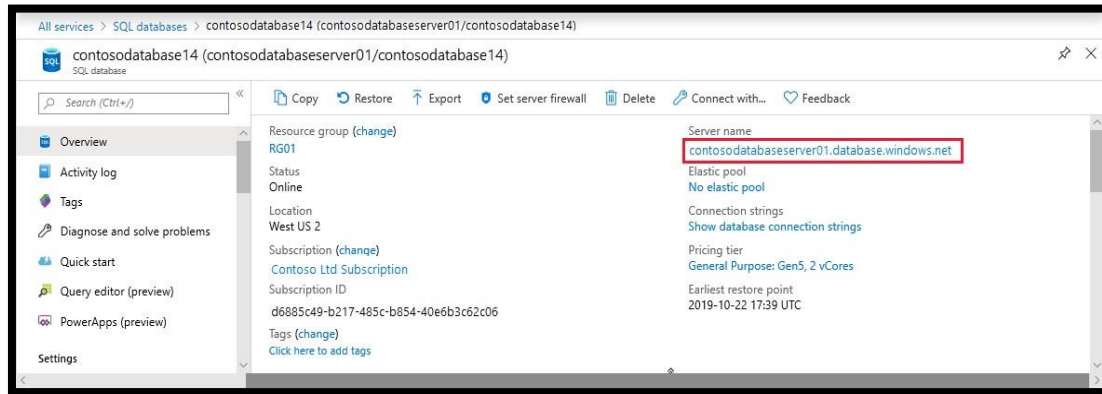 All services > SQL databases > contosodatabase14 (contosodatabaseserver01/contosodatabase14)
contosodatabase14 (contosodatabaseserver01/contosodatabase14)
SQL
SQL database
Search (Ctrl+/)
«
Copy Restore Export Set server firewall Delete Connect with... Feedback
Overview
Activity log
Tags
Diagnose and solve problems
Quick start
Query editor (preview)
PowerApps (preview)
Settings
Resource group (change)
RG01
Status
Online
Location
West US 2
Subscription (change)
Contoso Ltd Subscription
Subscription ID
d6885c49-b217-485c-b854-40e6b3c62c06
Tags (change)
Click here to add tags
Server name
contosodatabaseserver01.database.windows.net
Elastic pool
No elastic pool
Connection strings
Show database connection strings
Pricing tier
General Purpose: Gen5, 2 vCores
Earliest restore point
2019-10-22 17:39 UTC